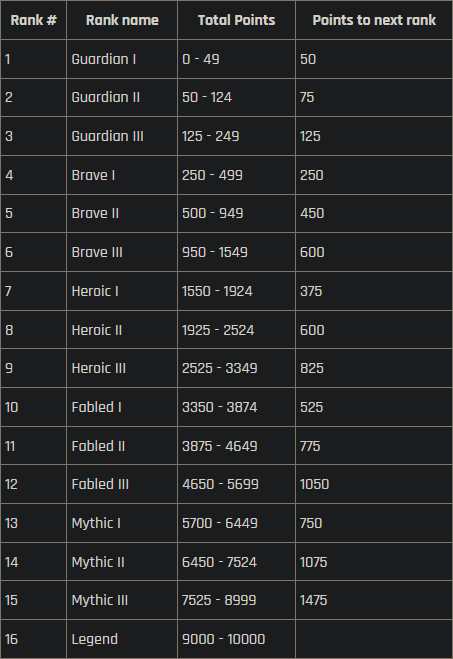 Rank # Rank name Total Points Points to next rank
1 Guardian I 0 - 49 50
2 Guardian II 50 - 124 75
3 Guardian III 125 - 249 125
4 Brave I 250 - 499 250
5 Brave II 500 - 949 450
6 Brave III 950 - 1549 600
7 Heroic I 1550 - 1924 375
8 Heroic II 1925 - 2524 600
9 Heroic III 2525 - 3349 825
10 Fabled I 3350 - 3874 525
11 Fabled II 3875 - 4649 775
12 Fabled III 4650 - 5699 1050
13 Mythic I 5700 - 6449 750
14 Mythic II 6450 - 7524 1075
15 Mythic III 7525 - 8999 1475
16 Legend 9000 - 10000